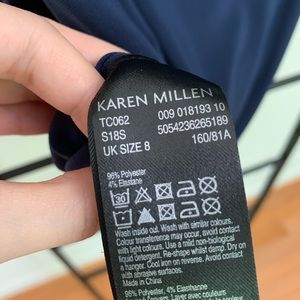 KAREN MILLEN
TC062 009 018193 10
S18S 5054236265189
UK SIZE 8 160/81A
96% Polyester
4% Elastane
30
Wash inside out. Wash with similar colours.
Colour transference may occur against
light colours. Use a mild non-biological
liquid detergent. Re-shape whilst damp. Dry on
a hanger. Cool iron on reverse. Avoid contact
with abrasive surfaces.
Made in China
96% Polyester, 4% Elastane